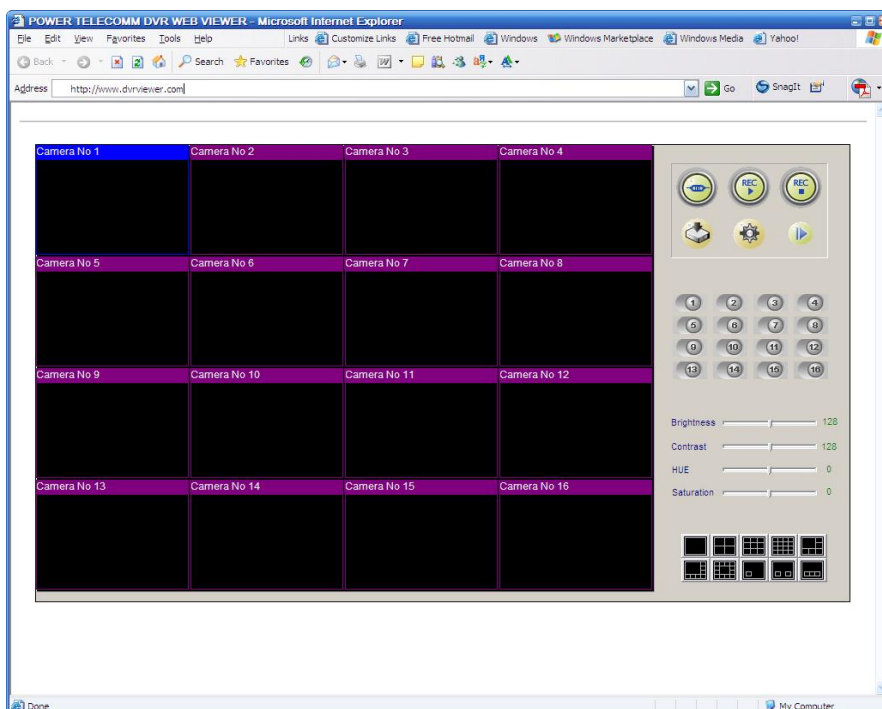 POWER TELECOMM DVR WEB VIEWER - Microsoft Internet Explorer
File Edit View Favorites Tools Help Links Customize Links Free Hotmail Windows Windows Marketplace Windows Media Yahoo!
Back Search Favorites
Address http://www.dvrviewer.com Go SnagIt
Camera No 1 Camera No 2 Camera No 3 Camera No 4
REC REC
Camera No 5 Camera No 6 Camera No 7 Camera No 8
1 2 3 4
5 6 7 8
9 10 11 12
13 14 15 16
Camera No 9 Camera No 10 Camera No 11 Camera No 12
Brightness 128
Contrast 128
HUE 0
Saturation 0
Camera No 13 Camera No 14 Camera No 15 Camera No 16
Done My Computer